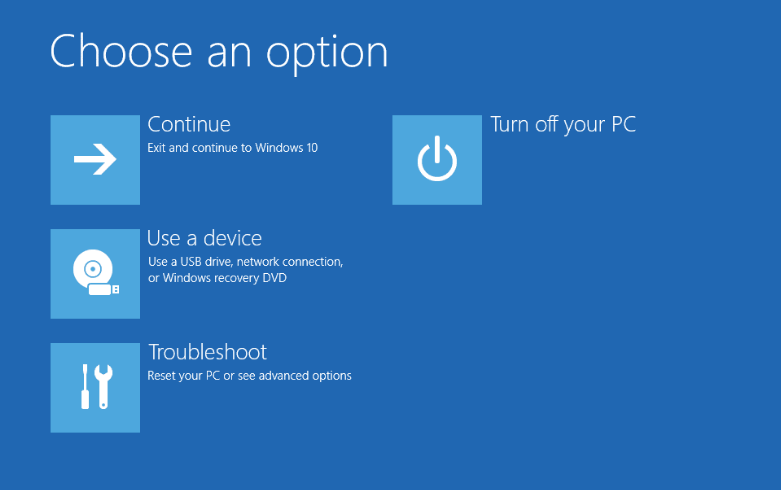 Choose an option
Continue
Exit and continue to Windows 10
Use a device
Use a USB drive, network connection,
or Windows recovery DVD
Troubleshoot
Reset your PC or see advanced options
Turn off your PC